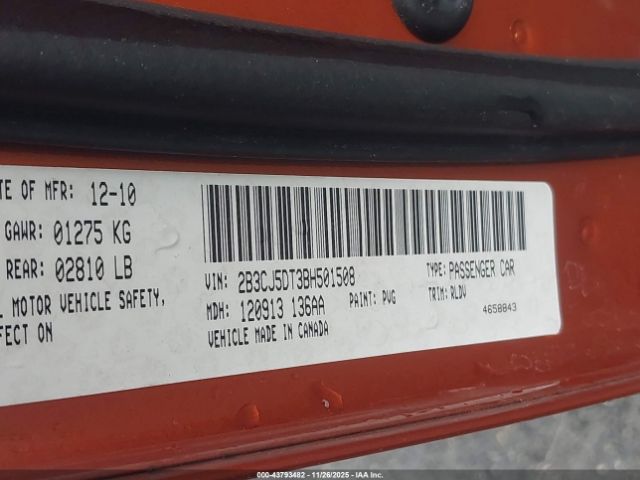 TE OF MFR: 12-10
GAWR: 01275 KG
REAR: 02810 LB
L MOTOR VEHICLE SAFETY,
FECT ON
VIN: 2B3CJ5DT3BH501508
TYPE: PASSENGER CAR
MDH: 120913 136AA
PAINT: PVG
TRIM: RLDV
VEHICLE MADE IN CANADA
4658843
000-43793482 - 11/26/2025 - IAAI.com